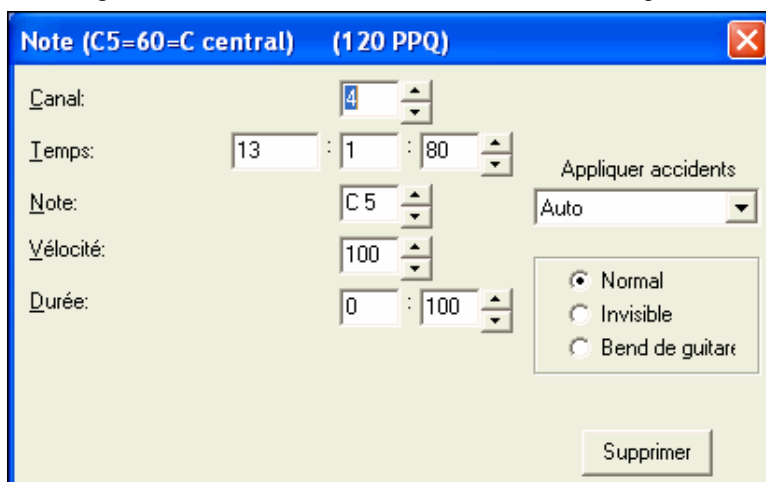 Note (C5=60=C central) (120 PPQ)
Canal: 4
Temps: 13 : 1 : 80
Appliquer accidents
Note: C 5
Auto
Vélocité: 100
Normal
Durée: 0 : 100
Invisible
Bend de guitare
Supprimer